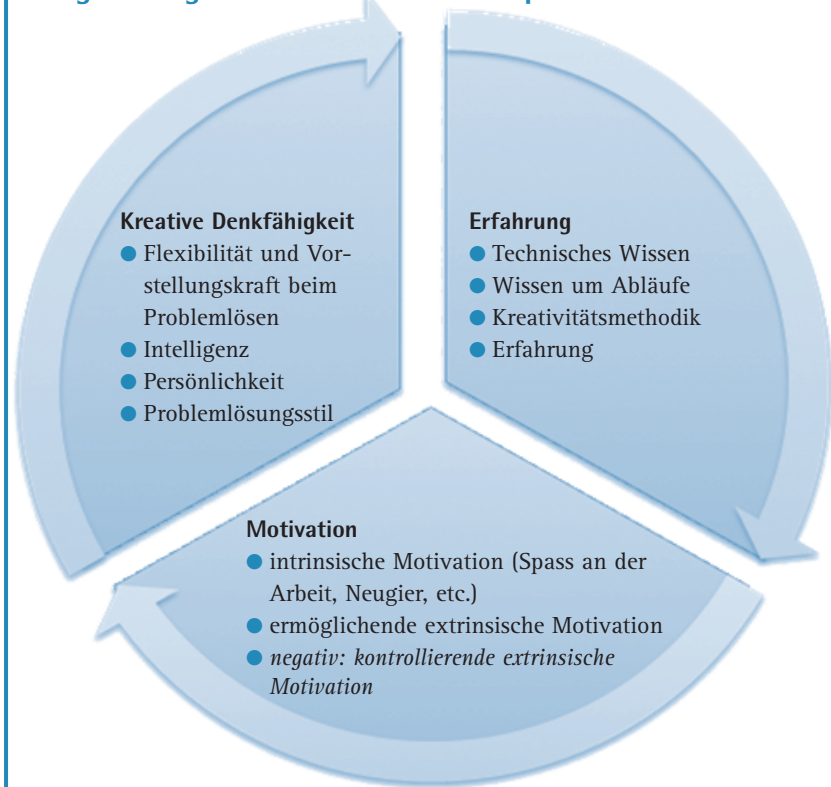 Kreative Denkfähigkeit
● Flexibilität und Vor-
stellungskraft beim
Problemlösen
● Intelligenz
● Persönlichkeit
● Problemlösungsstil
Erfahrung
● Technisches Wissen
● Wissen um Abläufe
● Kreativitätsmethodik
● Erfahrung
Motivation
● intrinsische Motivation (Spass an der
Arbeit, Neugier, etc.)
● ermöglichende extrinsische Motivation
● negativ: kontrollierende extrinsische
Motivation